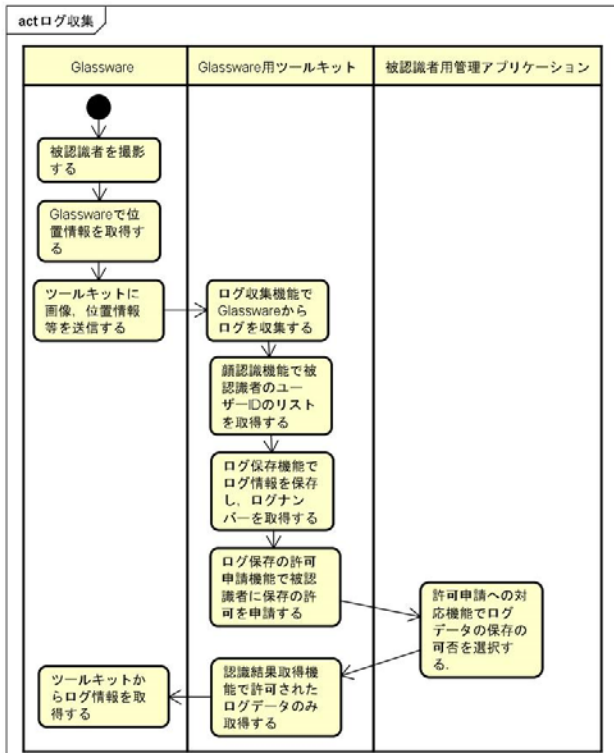 actログ収集
Glassware
Glassware用ツールキット
被認識者用管理アプリケーション
被認識者を撮影
する
Glasswareで位
置情報を取得す
る
ツールキットに
画像、位置情報
等を送信する
ログ収集機能で
Glasswareから
ログを収集する
顔認識機能で被
認識者のユー
ザーIDのリスト
を取得する
ログ保存機能で
ログ情報を保存
し、ログナン
バーを取得する
ログ保存の許可
申請機能で被認
識者に保存の許
可を申請する
許可申請への対
応機能でログ
データの保存の
可否を選択す
る.
認識結果取得機
能で許可された
ログデータのみ
取得する
ツールキットか
らログ情報を取
得する